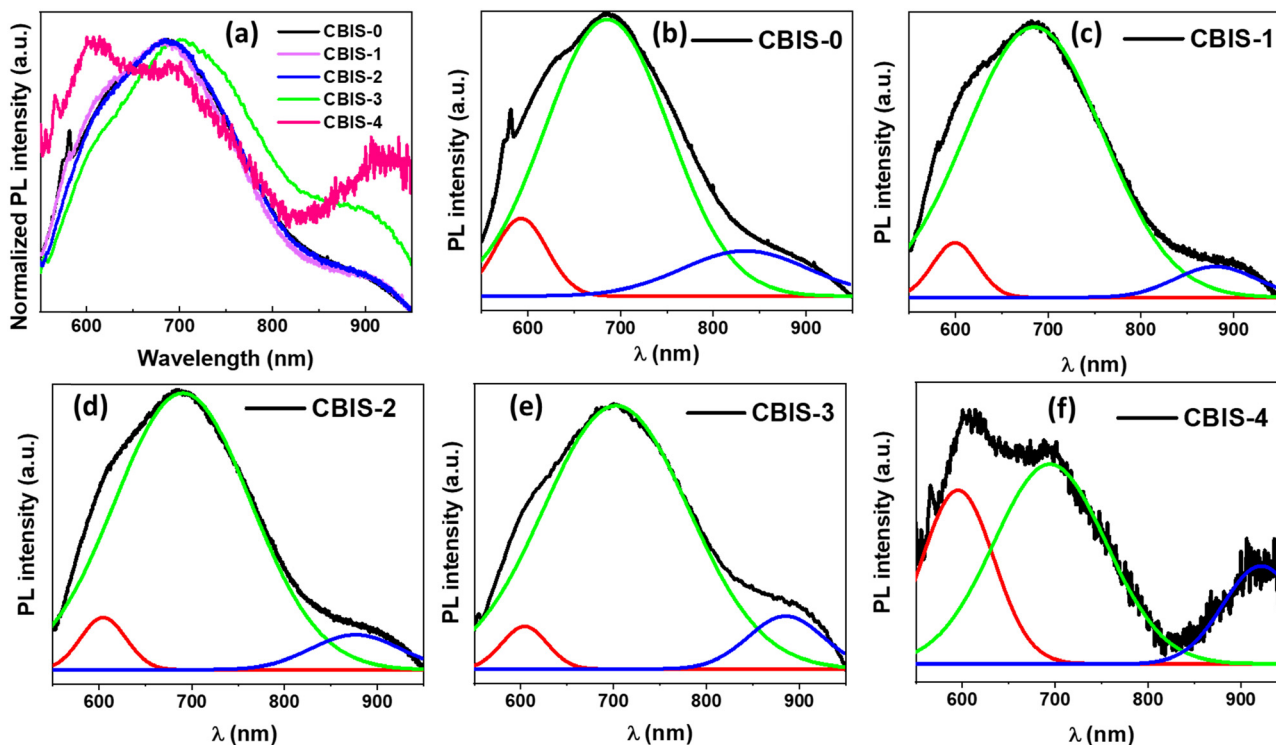 (a)
CBIS-0
CBIS-1
CBIS-2
CBIS-3
CBIS-4
Normalized PL intensity (a.u.)
600 700 800 900
Wavelength (nm)
(b)
CBIS-0
PL intensity (a.u.)
600 700 800 900
λ (nm)
(c)
CBIS-1
PL intensity (a.u.)
600 700 800 900
λ (nm)
(d)
CBIS-2
PL intensity (a.u.)
600 700 800 900
λ (nm)
(e)
CBIS-3
PL intensity (a.u.)
600 700 800 900
λ (nm)
(f)
CBIS-4
PL intensity (a.u.)
600 700 800 900
λ (nm)